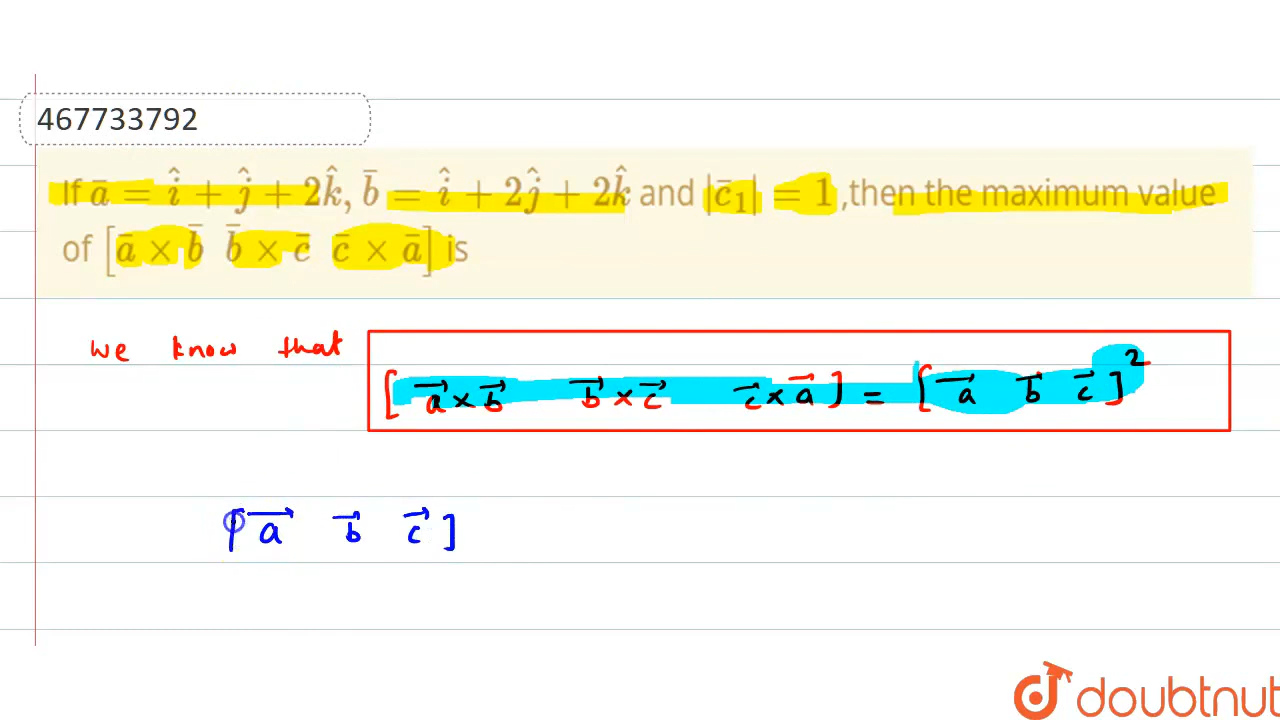 467733792
If a̅ = î + ĵ + 2k̂, b̅ = î + 2ĵ + 2k̂ and |c̅₁| = 1 ,then the maximum value
of [a̅ × b̅ b̅ × c̅ c̅ × a̅] is
we know that [a⃗×b⃗ b⃗×c⃗ c⃗×a⃗] = [a⃗ b⃗ c⃗]²
[a⃗ b⃗ c⃗]
doubtnut